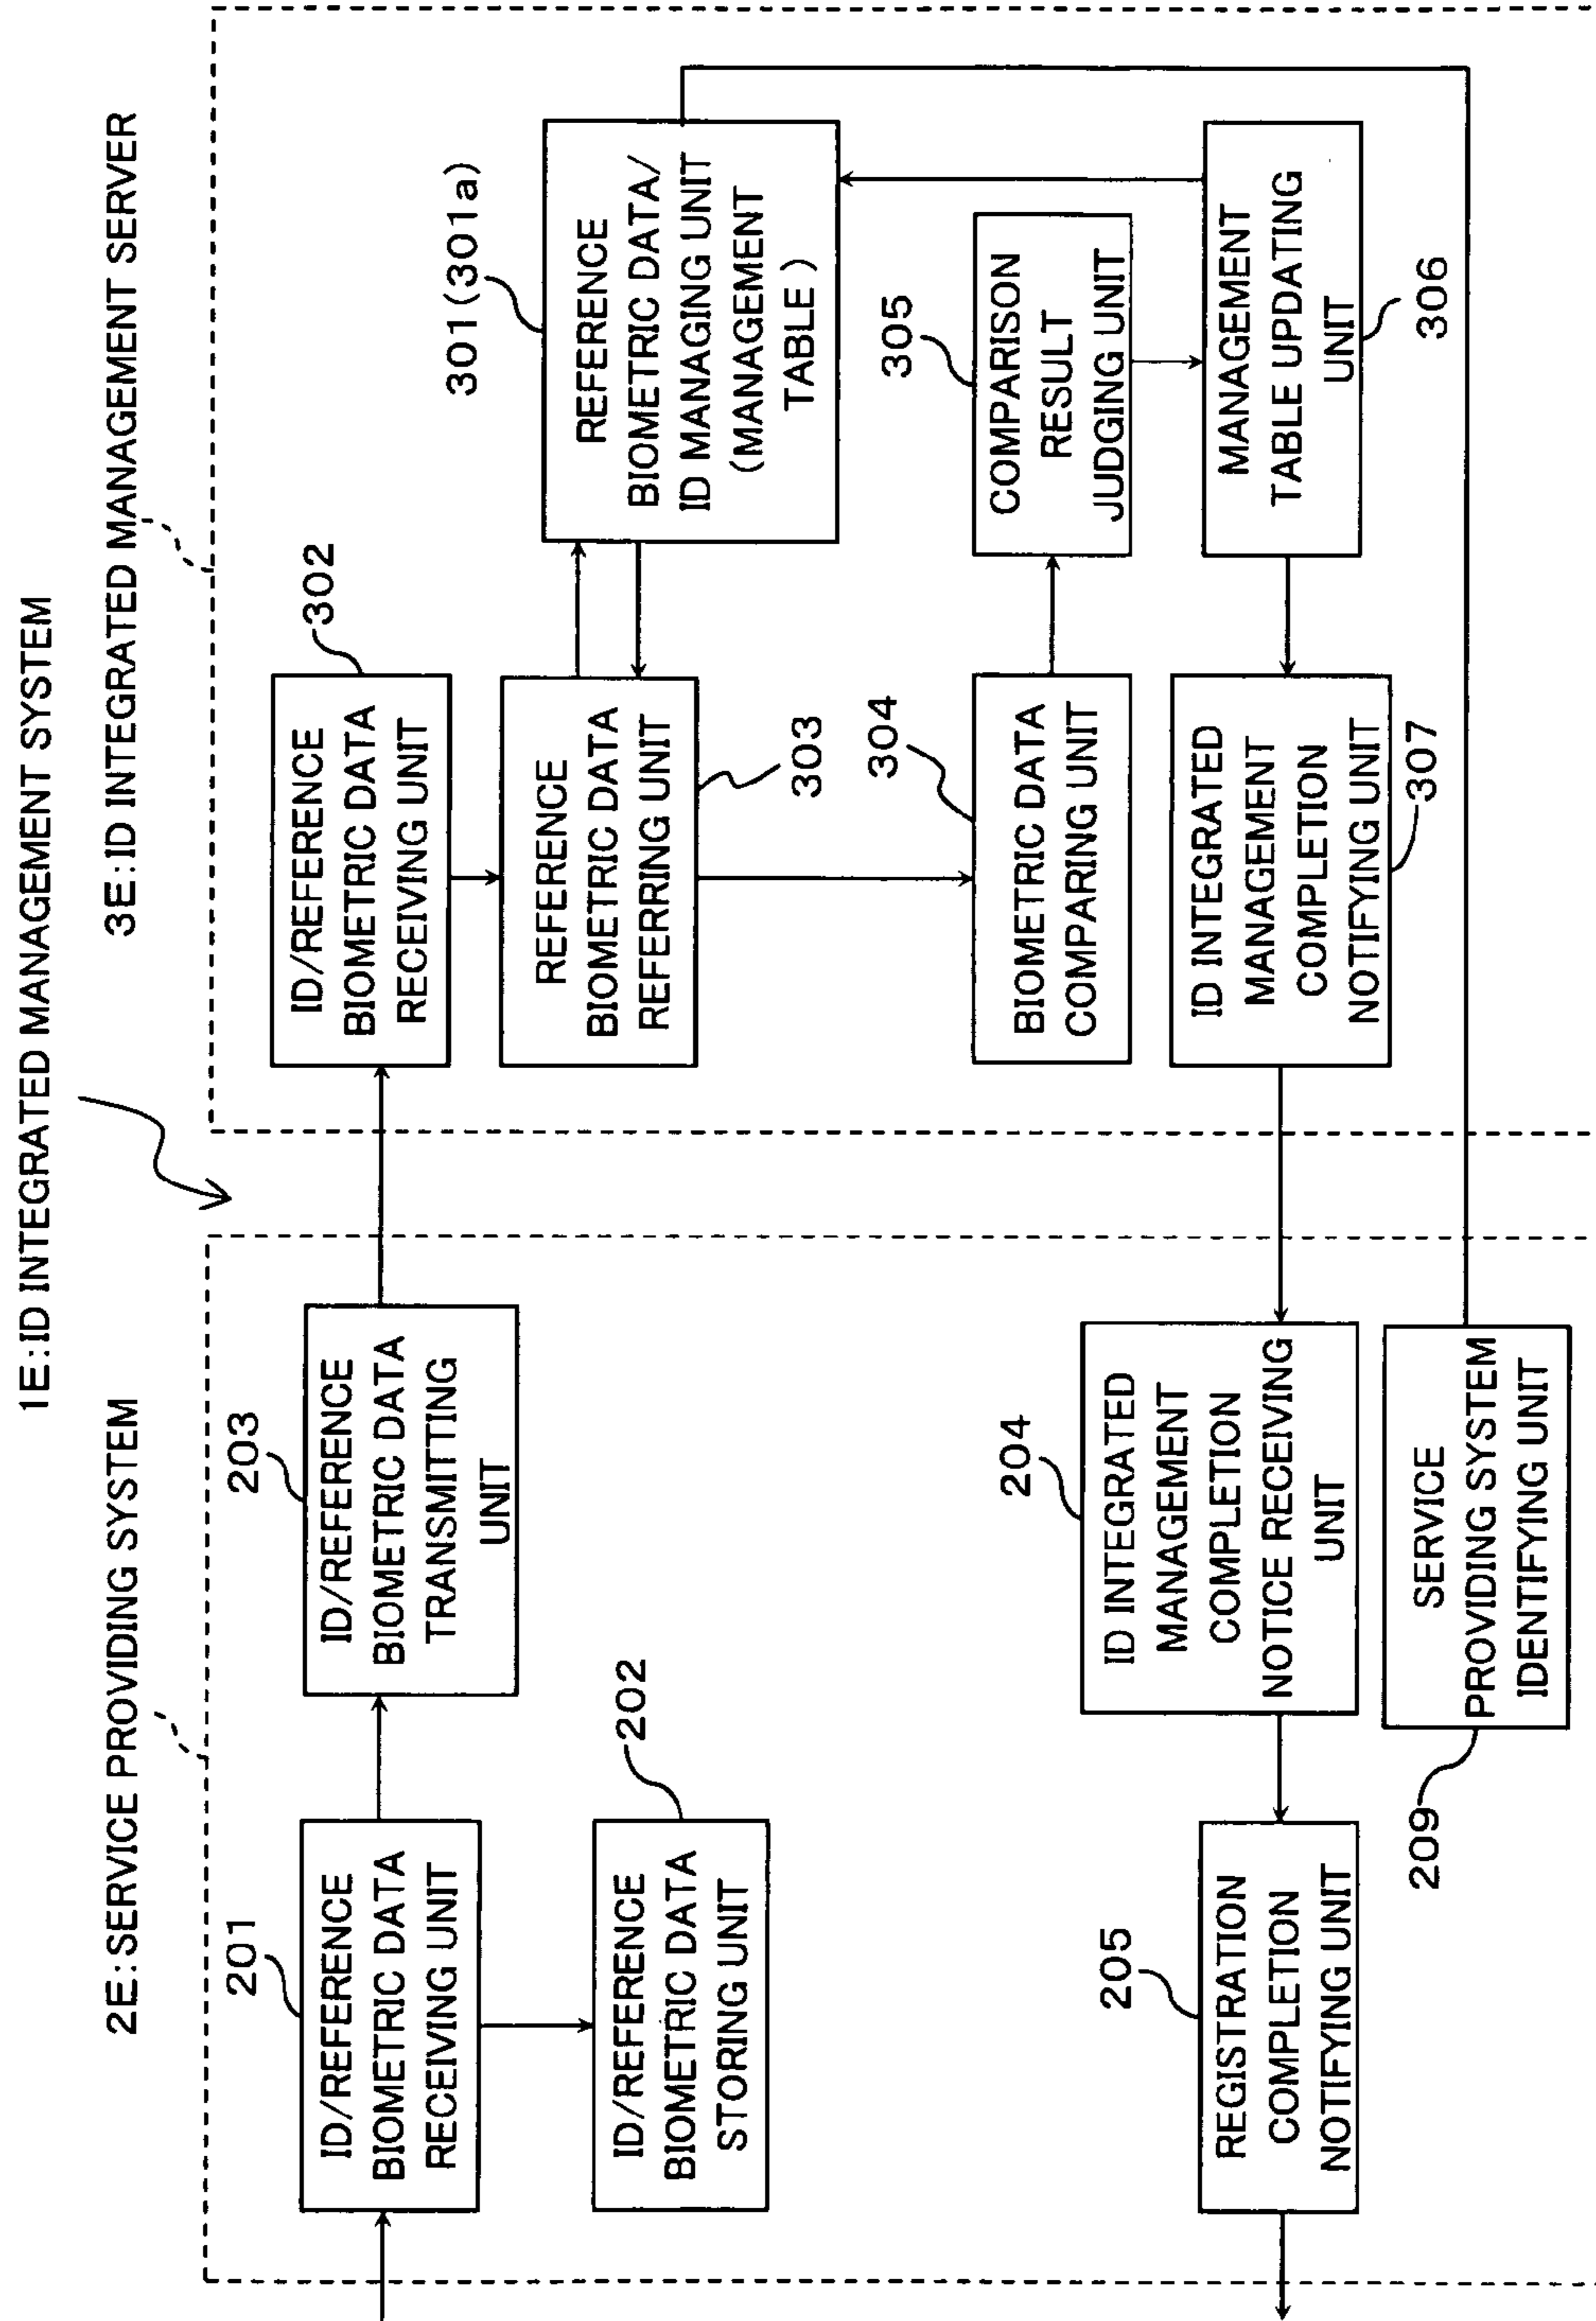 1E:ID INTEGRATED MANAGEMENT SYSTEM
2E:SERVICE PROVIDING SYSTEM
3E:ID INTEGRATED MANAGEMENT SERVER
201
ID/REFERENCE
BIOMETRIC DATA
RECEIVING UNIT
203
ID/REFERENCE
BIOMETRIC DATA
TRANSMITTING
UNIT
ID/REFERENCE
BIOMETRIC DATA
STORING UNIT
202
302
ID/REFERENCE
BIOMETRIC DATA
RECEIVING UNIT
301(301a)
REFERENCE
BIOMETRIC DATA/
ID MANAGING UNIT
(MANAGEMENT
TABLE)
REFERENCE
BIOMETRIC DATA
REFERRING UNIT
303
304
BIOMETRIC DATA
COMPARING UNIT
305
COMPARISON
RESULT
JUDGING UNIT
205
REGISTRATION
COMPLETION
NOTIFYING UNIT
204
ID INTEGRATED
MANAGEMENT
COMPLETION
NOTICE RECEIVING
UNIT
ID INTEGRATED
MANAGEMENT
COMPLETION
NOTIFYING UNIT
307
MANAGEMENT
TABLE UPDATING
UNIT
306
209
SERVICE
PROVIDING SYSTEM
IDENTIFYING UNIT